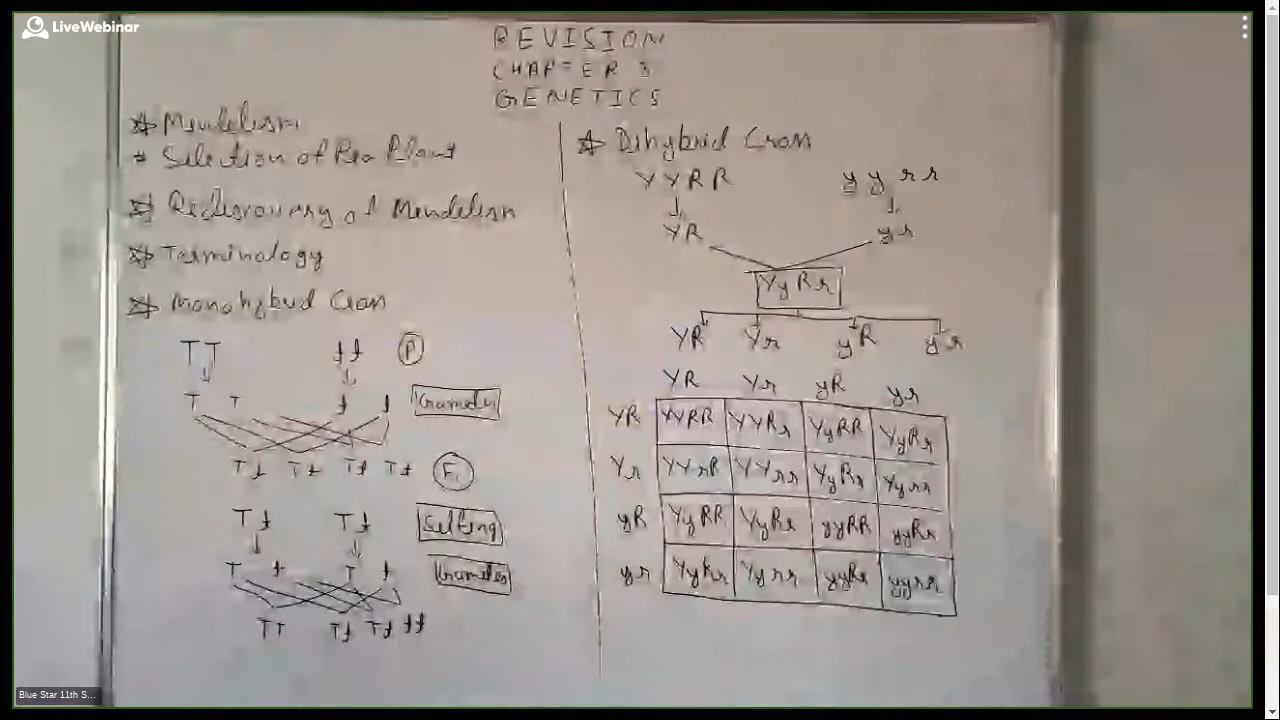 LiveWebinar
REVISION
CHAPTER 3
GENETICS
Mendelism
Selection of Pea Plant
Rediscovery of Mendelism
Terminology
Monohybrid Cross
TT tt P
T T t t Gametes
Tt Tt Tt Tt F1
Tt Tt Selfing
T t T t Gametes
TT Tt Tt tt
Dihybrid Cross
YYRR yyrr
YR yr
YyRr
YR Yr yR yr
YR Yr yR yr
YR YYRR YYRr YyRR YyRr
Yr YYrR YYrr YyRr Yyrr
yR YyRR YyRr yyRR yyRr
yr YyRr Yyrr yyRr yyrr
Blue Star 11th S...